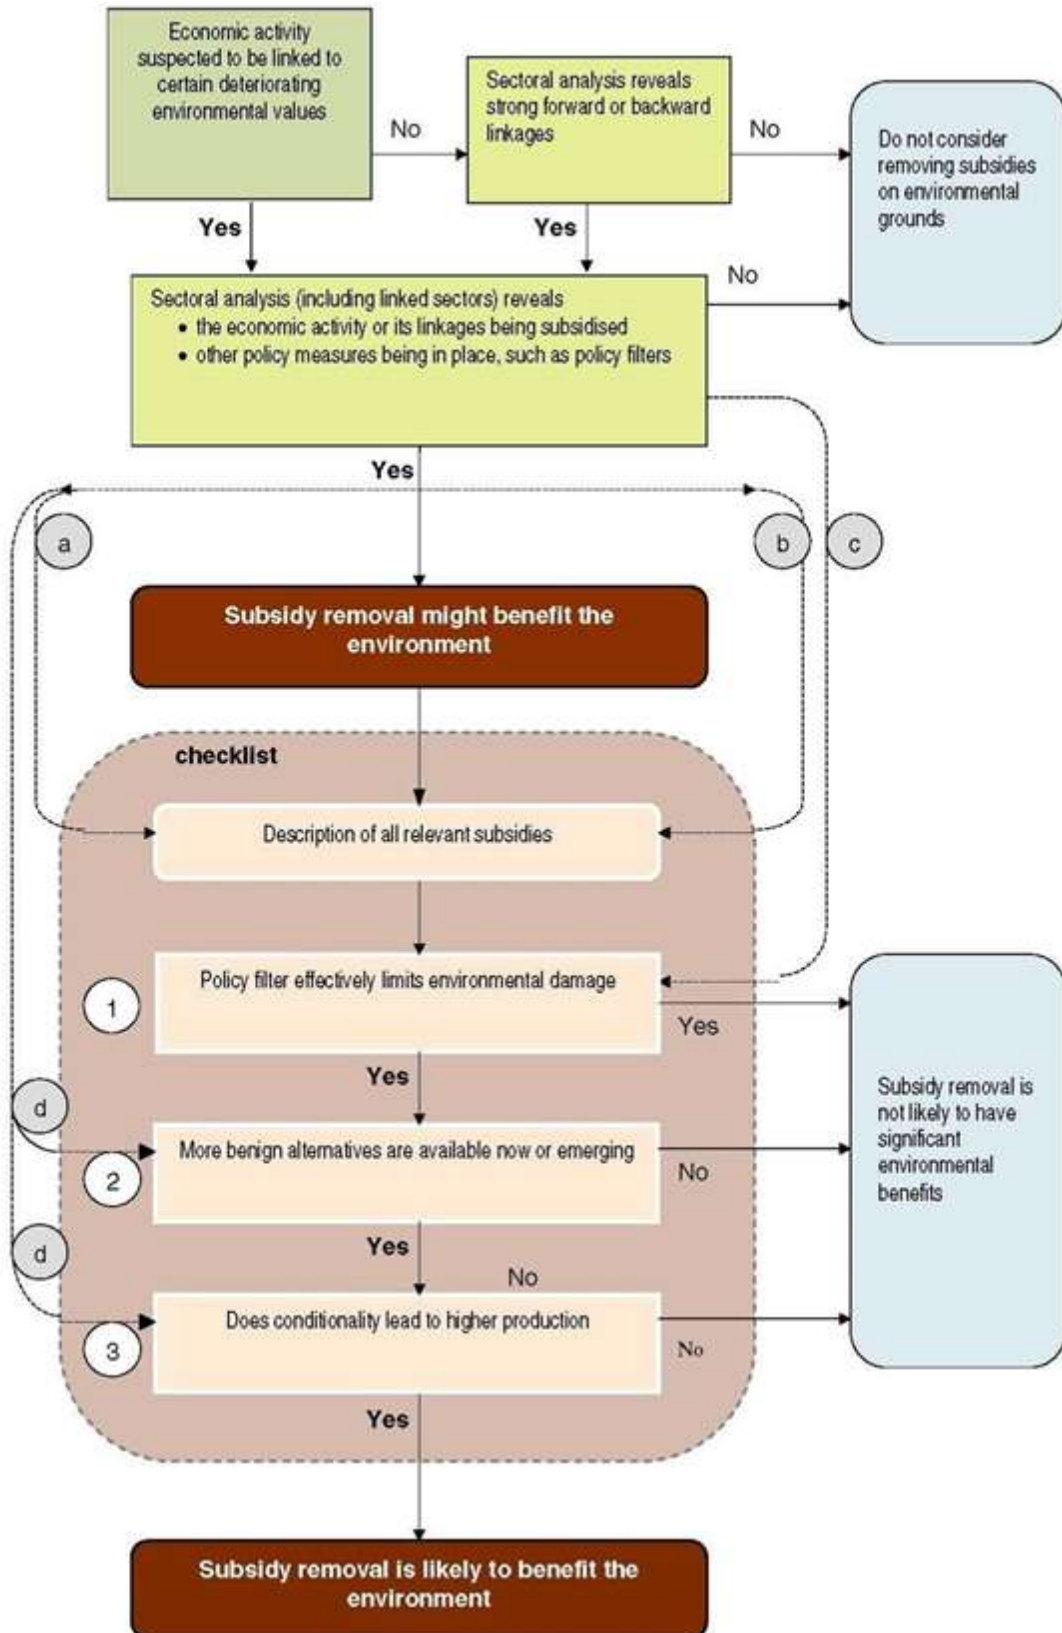 Economic activity
suspected to be linked to
certain deteriorating
environmental values
No
Sectoral analysis reveals
strong forward or backward
linkages
No
Do not consider
removing subsidies
on environmental
grounds
Yes
Yes
No
Sectoral analysis (including linked sectors) reveals
• the economic activity or its linkages being subsidised
• other policy measures being in place, such as policy filters
Yes
a
b
c
Subsidy removal might benefit the
environment
checklist
Description of all relevant subsidies
1
Policy filter effectively limits environmental damage
Yes
Yes
d
2
More benign alternatives are available now or emerging
No
Subsidy removal is
not likely to have
significant
environmental
benefits
Yes
d
No
3
Does conditionality lead to higher production
No
Yes
Subsidy removal is likely to benefit the
environment